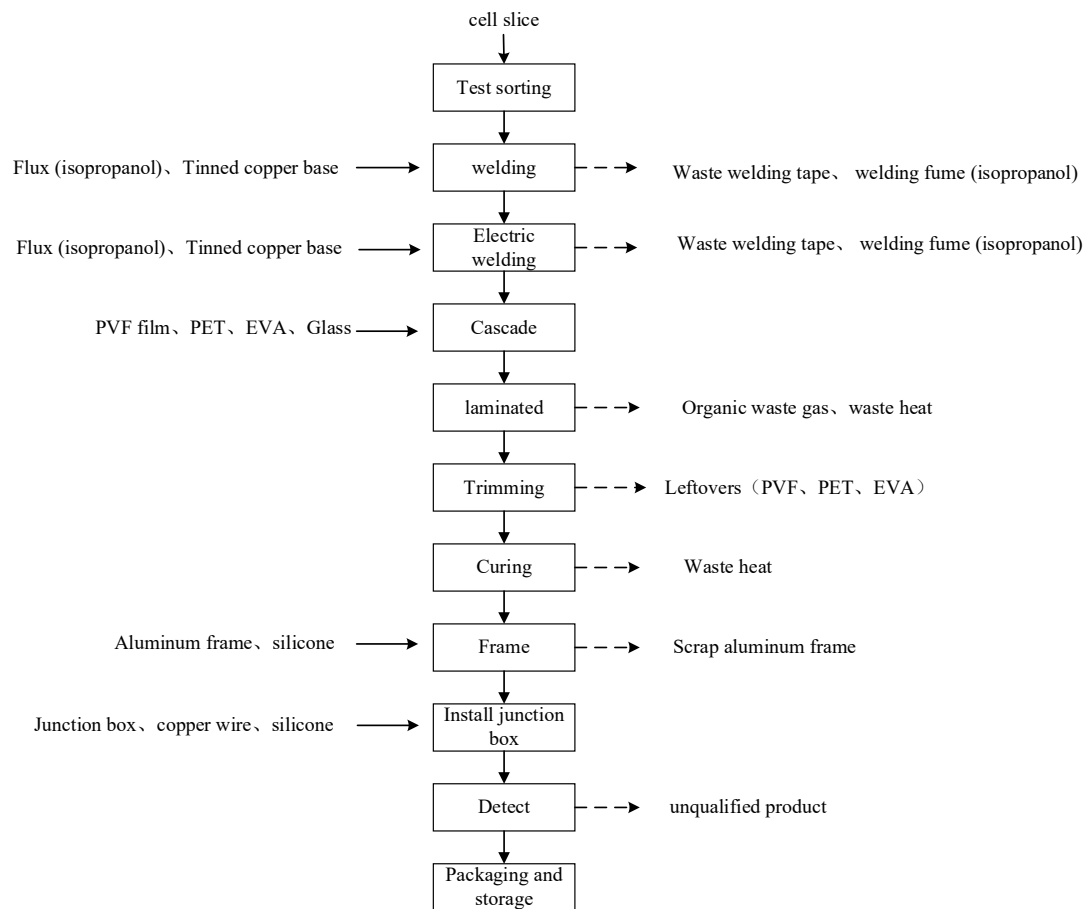 cell slice
Test sorting
Flux (isopropanol)、Tinned copper base
welding
Waste welding tape、 welding fume (isopropanol)
Flux (isopropanol)、Tinned copper base
Electric
welding
Waste welding tape、 welding fume (isopropanol)
PVF film、PET、EVA、Glass
Cascade
laminated
Organic waste gas、waste heat
Trimming
Leftovers（PVF、PET、EVA）
Curing
Waste heat
Aluminum frame、silicone
Frame
Scrap aluminum frame
Junction box、copper wire、silicone
Install junction
box
Detect
unqualified product
Packaging and
storage